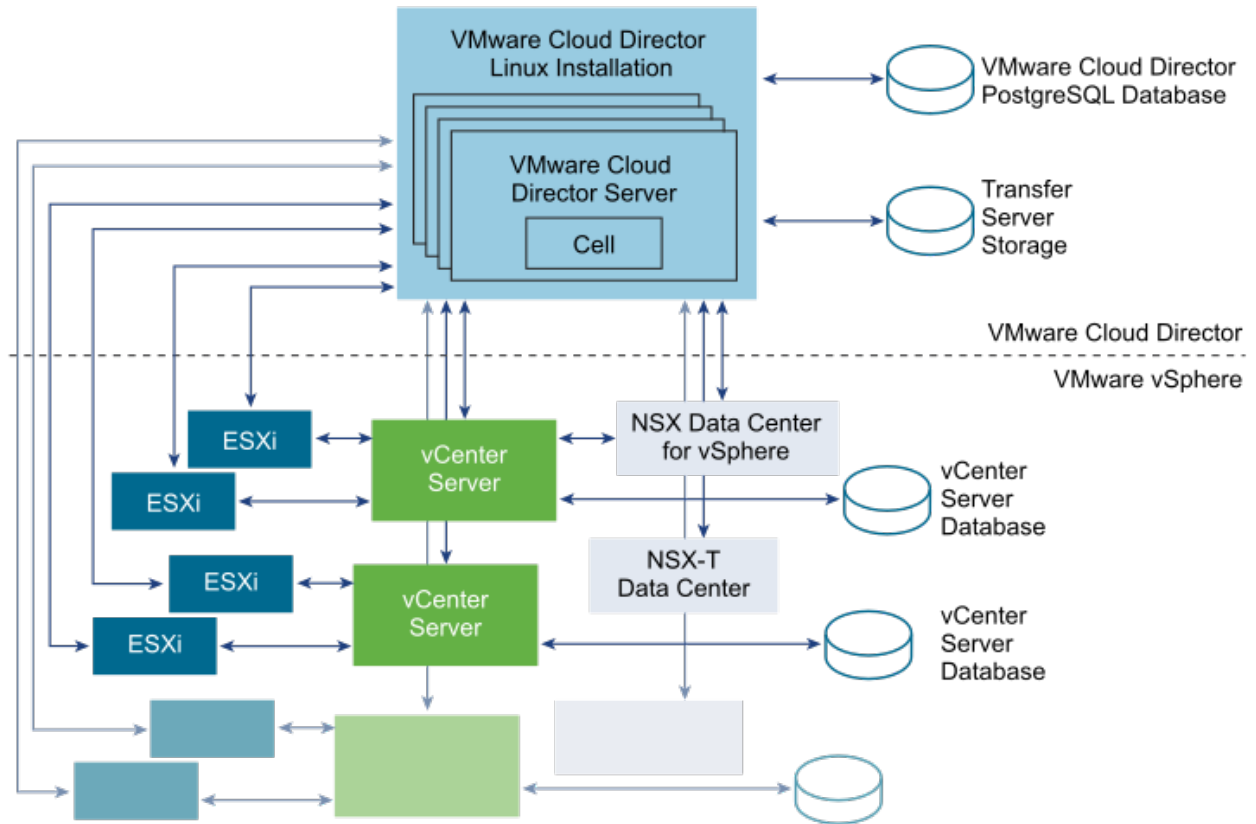 VMware Cloud Director
Linux Installation
VMware Cloud Director
PostgreSQL Database
VMware Cloud
Director Server
Cell
Transfer
Server
Storage
VMware Cloud Director
VMware vSphere
ESXi
vCenter
Server
NSX Data Center
for vSphere
ESXi
vCenter
Server
Database
ESXi
vCenter
Server
NSX-T
Data Center
ESXi
vCenter
Server
Database